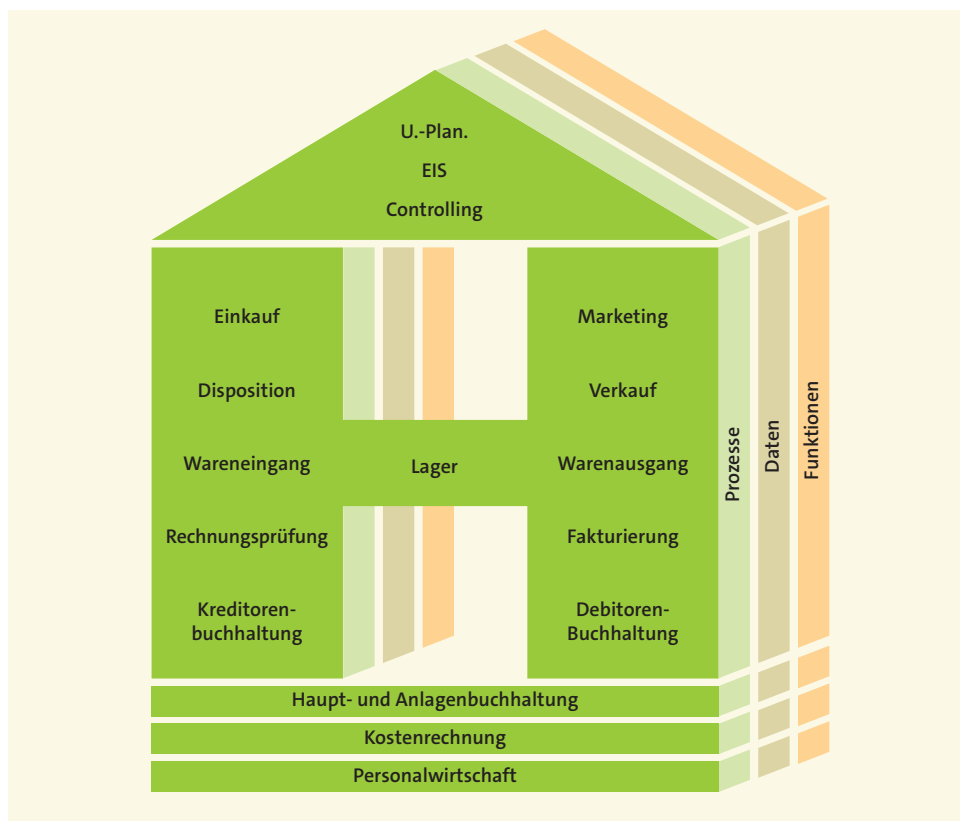 U.-Plan.
EIS
Controlling
Einkauf
Disposition
Wareneingang
Rechnungsprüfung
Kreditoren-
buchhaltung
Lager
Marketing
Verkauf
Warenausgang
Fakturierung
Debitoren-
Buchhaltung
Prozesse
Daten
Funktionen
Haupt- und Anlagenbuchhaltung
Kostenrechnung
Personalwirtschaft